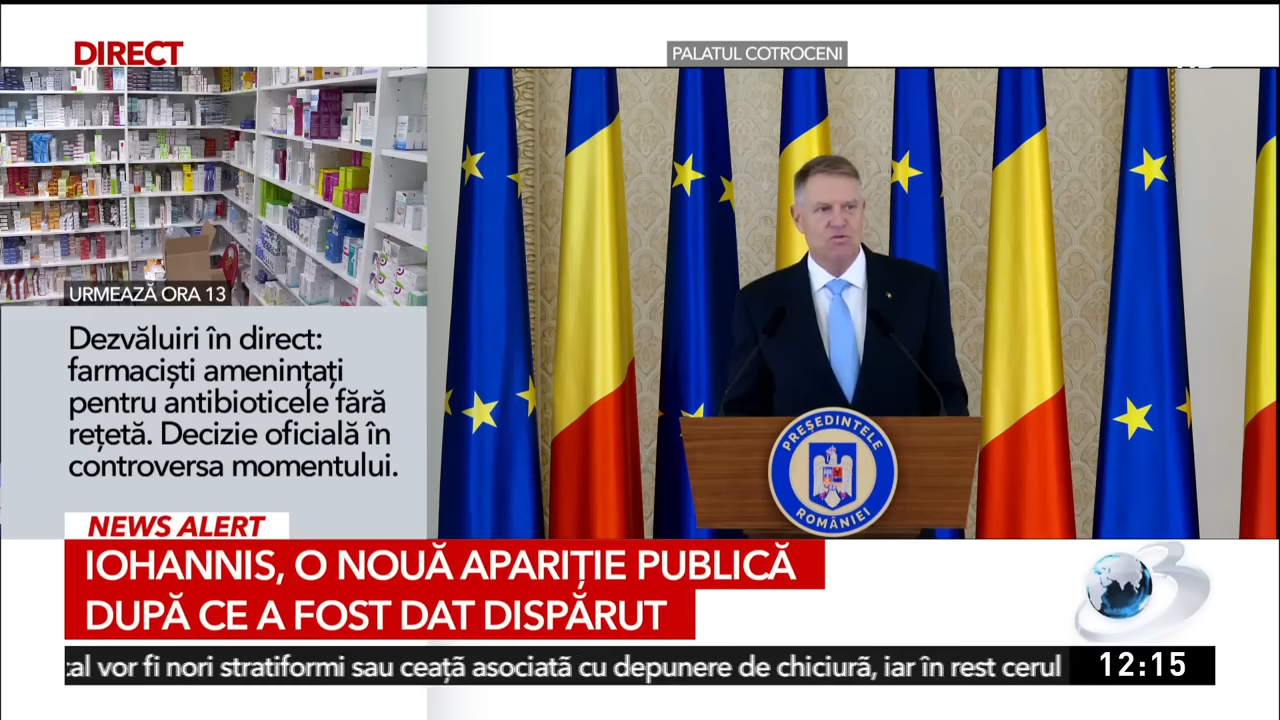 DIRECT
PALATUL COTROCENI
URMEAZĂ ORA 13
Dezvăluiri în direct:
farmaciști amenințați
pentru antibioticele fără
rețetă. Decizie oficială în
controversa momentului.
PREȘEDINTELE
ROMÂNIEI
NEWS ALERT
IOHANNIS, O NOUĂ APARIȚIE PUBLICĂ
DUPĂ CE A FOST DAT DISPĂRUT
3
vor fi nori stratiformi sau ceață asociată cu depunere de chiciură, iar în rest cerul
12:15